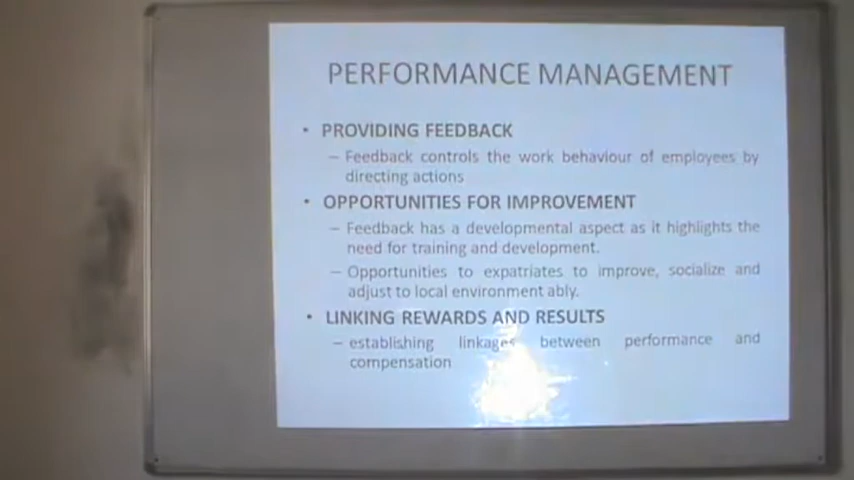 PERFORMANCE MANAGEMENT
• PROVIDING FEEDBACK
– Feedback controls the work behaviour of employees by
directing actions
• OPPORTUNITIES FOR IMPROVEMENT
– Feedback has a developmental aspect as it highlights the
need for training and development.
– Opportunities to expatriates to improve, socialize and
adjust to local environment ably.
• LINKING REWARDS AND RESULTS
– establishing linkages between performance and
compensation